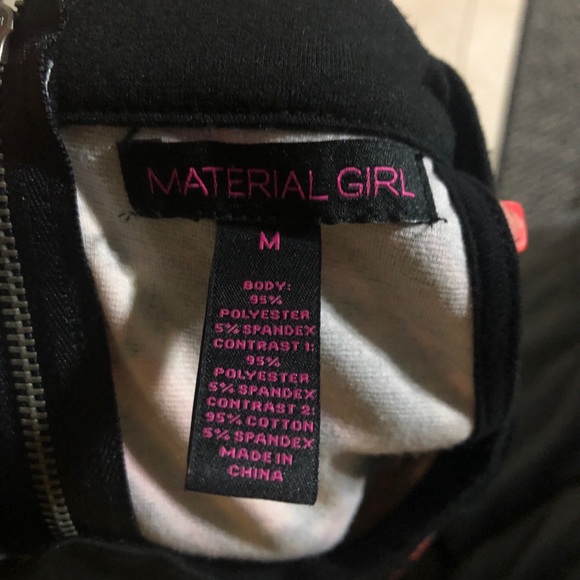 MATERIAL GIRL
M
BODY:
95%
POLYESTER
5% SPANDEX
CONTRAST 1:
95%
POLYESTER
5% SPANDEX
CONTRAST 2:
95% COTTON
5% SPANDEX
MADE IN
CHINA